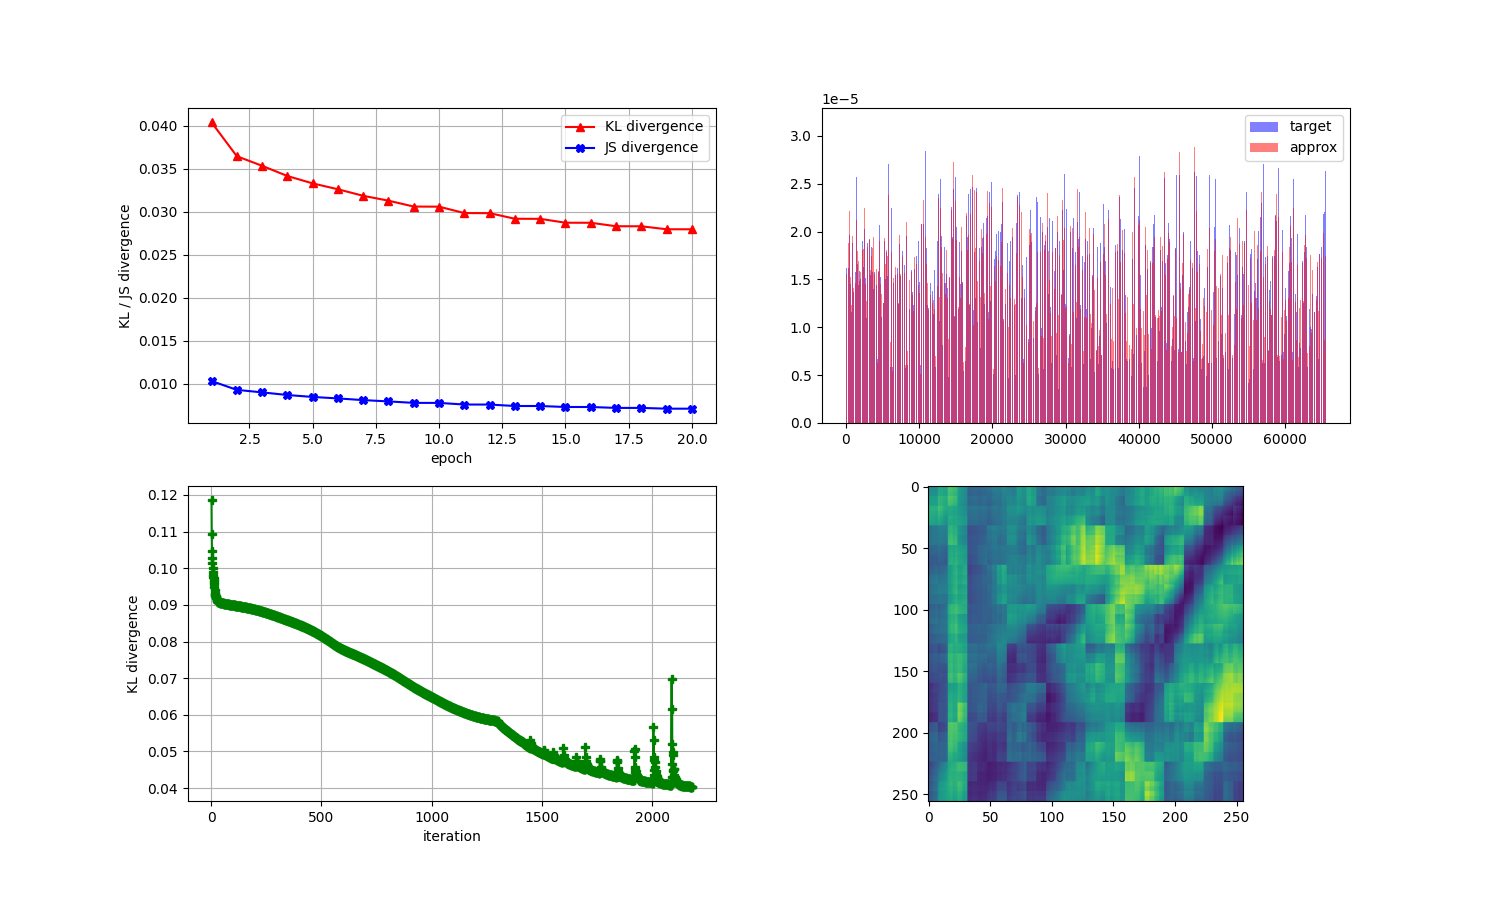 0.040
0.035
0.030
0.025
0.020
0.015
0.010
KL / JS divergence
KL divergence
JS divergence
2.5 5.0 7.5 10.0 12.5 15.0 17.5 20.0
epoch
1e−5
3.0
2.5
2.0
1.5
1.0
0.5
0.0
target
approx
0 10000 20000 30000 40000 50000 60000
0.12
0.11
0.10
0.09
0.08
0.07
0.06
0.05
0.04
KL divergence
0 500 1000 1500 2000
iteration
0
50
100
150
200
250
0 50 100 150 200 250